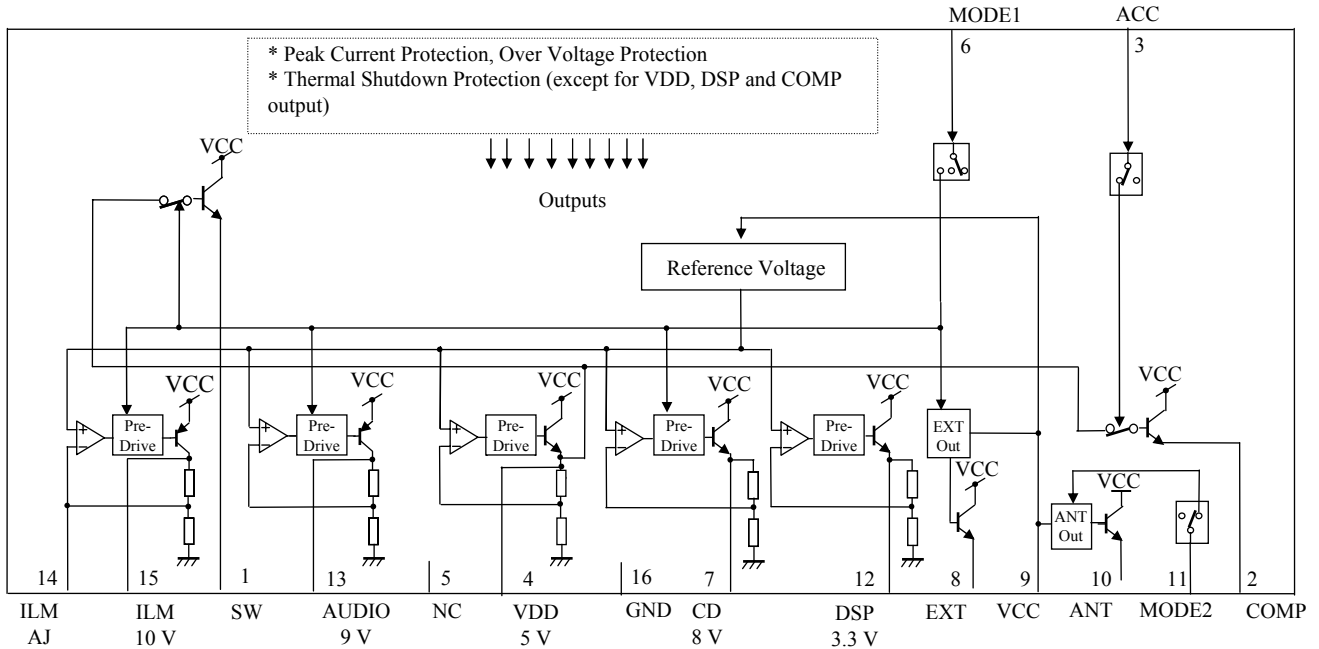 MODE1 ACC
6 3
* Peak Current Protection, Over Voltage Protection
* Thermal Shutdown Protection (except for VDD, DSP and COMP
output)
VCC
Outputs
Reference Voltage
VCC VCC VCC VCC VCC VCC
+ Pre-
− Drive
+ Pre-
− Drive
+ Pre-
− Drive
+ Pre-
− Drive
+ Pre-
− Drive
EXT
Out
VCC VCC
ANT
Out
14 15 1 13 5 4 16 7 12 8 9 10 11 2
ILM ILM SW AUDIO NC VDD GND CD DSP EXT VCC ANT MODE2 COMP
AJ 10 V 9 V 5 V 8 V 3.3 V